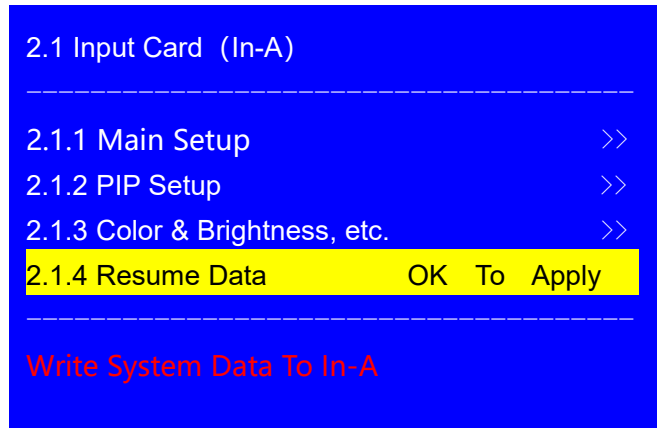 2.1 Input Card（In-A）
2.1.1 Main Setup >>
2.1.2 PIP Setup >>
2.1.3 Color & Brightness, etc. >>
2.1.4 Resume Data OK To Apply
Write System Data To In-A